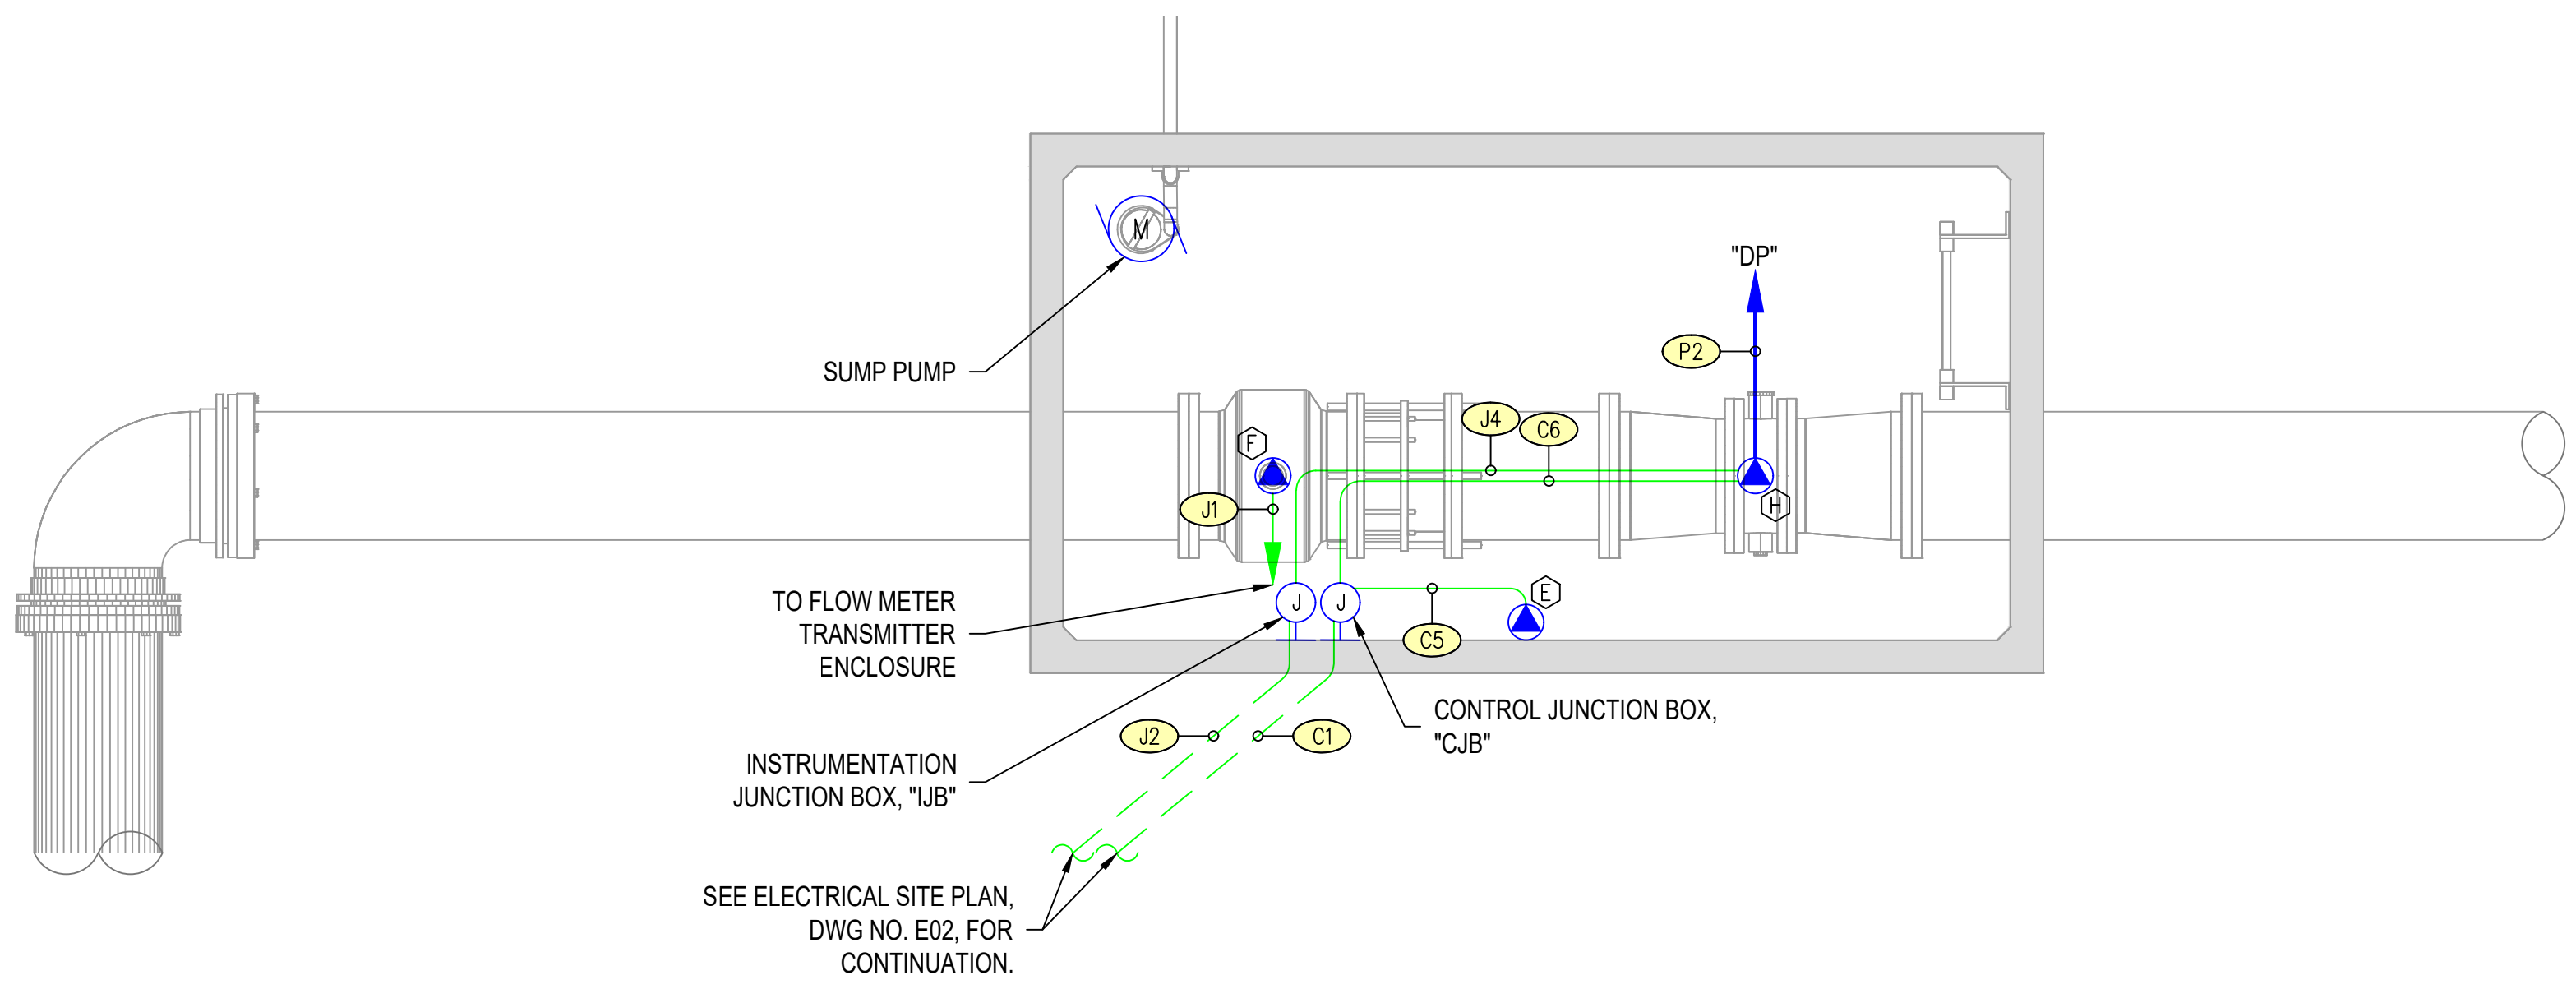 M
"DP"
SUMP PUMP
P2
J4
C6
F
J1
H
TO FLOW METER
TRANSMITTER
ENCLOSURE
J
J
E
C5
INSTRUMENTATION
JUNCTION BOX, "IJB"
J2
C1
CONTROL JUNCTION BOX,
"CJB"
SEE ELECTRICAL SITE PLAN,
DWG NO. E02, FOR
CONTINUATION.